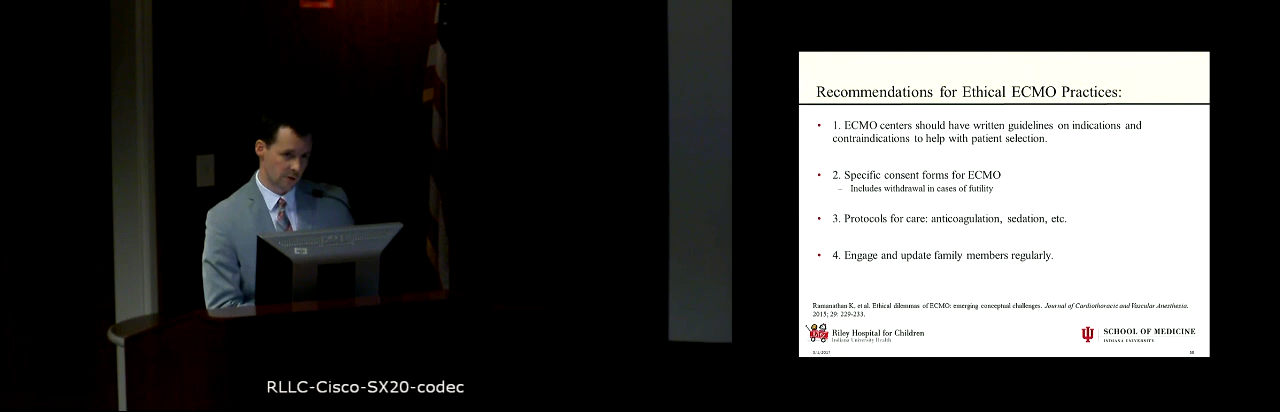 Recommendations for Ethical ECMO Practices:
• 1. ECMO centers should have written guidelines on indications and
contraindications to help with patient selection.
• 2. Specific consent forms for ECMO
– Includes withdrawal in cases of futility
• 3. Protocols for care: anticoagulation, sedation, etc.
• 4. Engage and update family members regularly.
Ramanathan K, et al. Ethical dilemmas of ECMO: emerging conceptual challenges. Journal of Cardiothoracic and Vascular Anesthesia.
2015; 29: 229-233.
Riley Hospital for Children
Indiana University Health
SCHOOL OF MEDICINE
INDIANA UNIVERSITY
RLLC-Cisco-SX20-codec